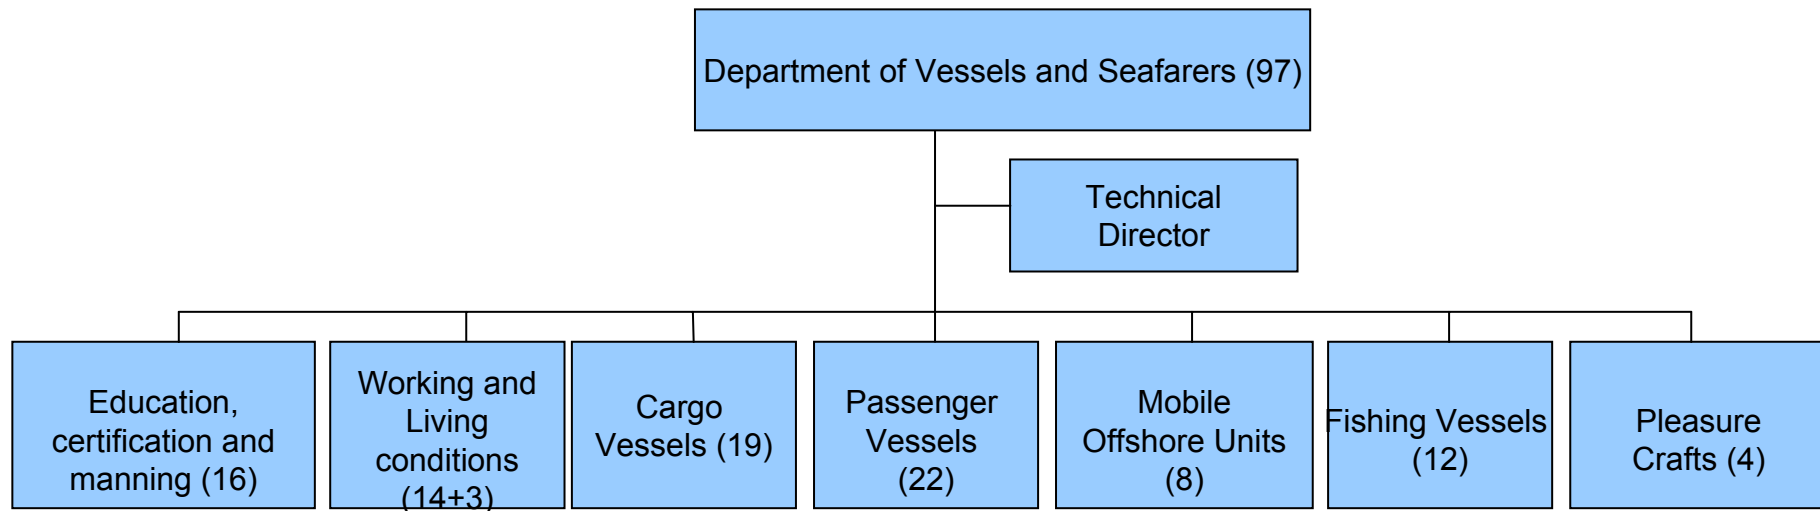 Department of Vessels and Seafarers (97)
Technical
Director
Education,
certification and
manning (16)
Working and
Living
conditions
(14+3)
Cargo
Vessels (19)
Passenger
Vessels
(22)
Mobile
Offshore Units
(8)
Fishing Vessels
(12)
Pleasure
Crafts (4)